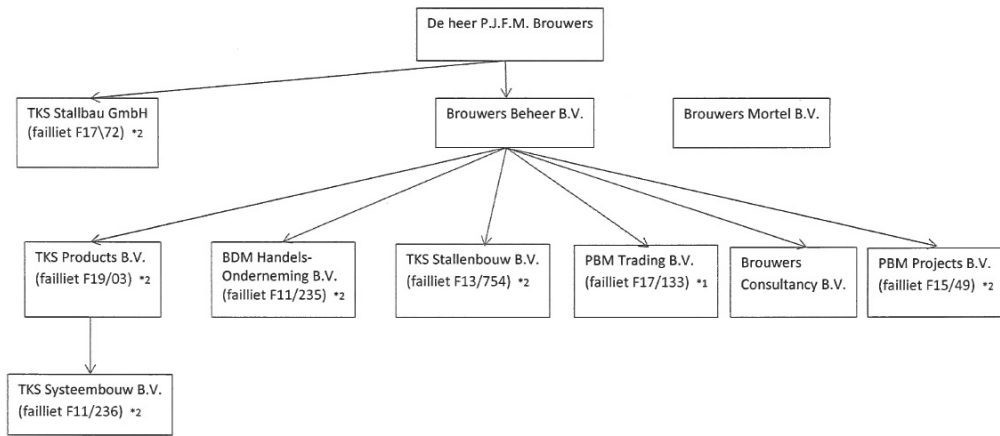 De heer P.J.F.M. Brouwers
TKS Stallbau GmbH
(failliet F17\72) *2
Brouwers Beheer B.V.
Brouwers Mortel B.V.
TKS Products B.V.
(failliet F19/03) *2
BDM Handels-
Onderneming B.V.
(failliet F11/235) *2
TKS Stallenbouw B.V.
(failliet F13/754) *2
PBM Trading B.V.
(failliet F17/133) *1
Brouwers
Consultancy B.V.
PBM Projects B.V.
(failliet F15/49) *2
TKS Systeembouw B.V.
(failliet F11/236) *2